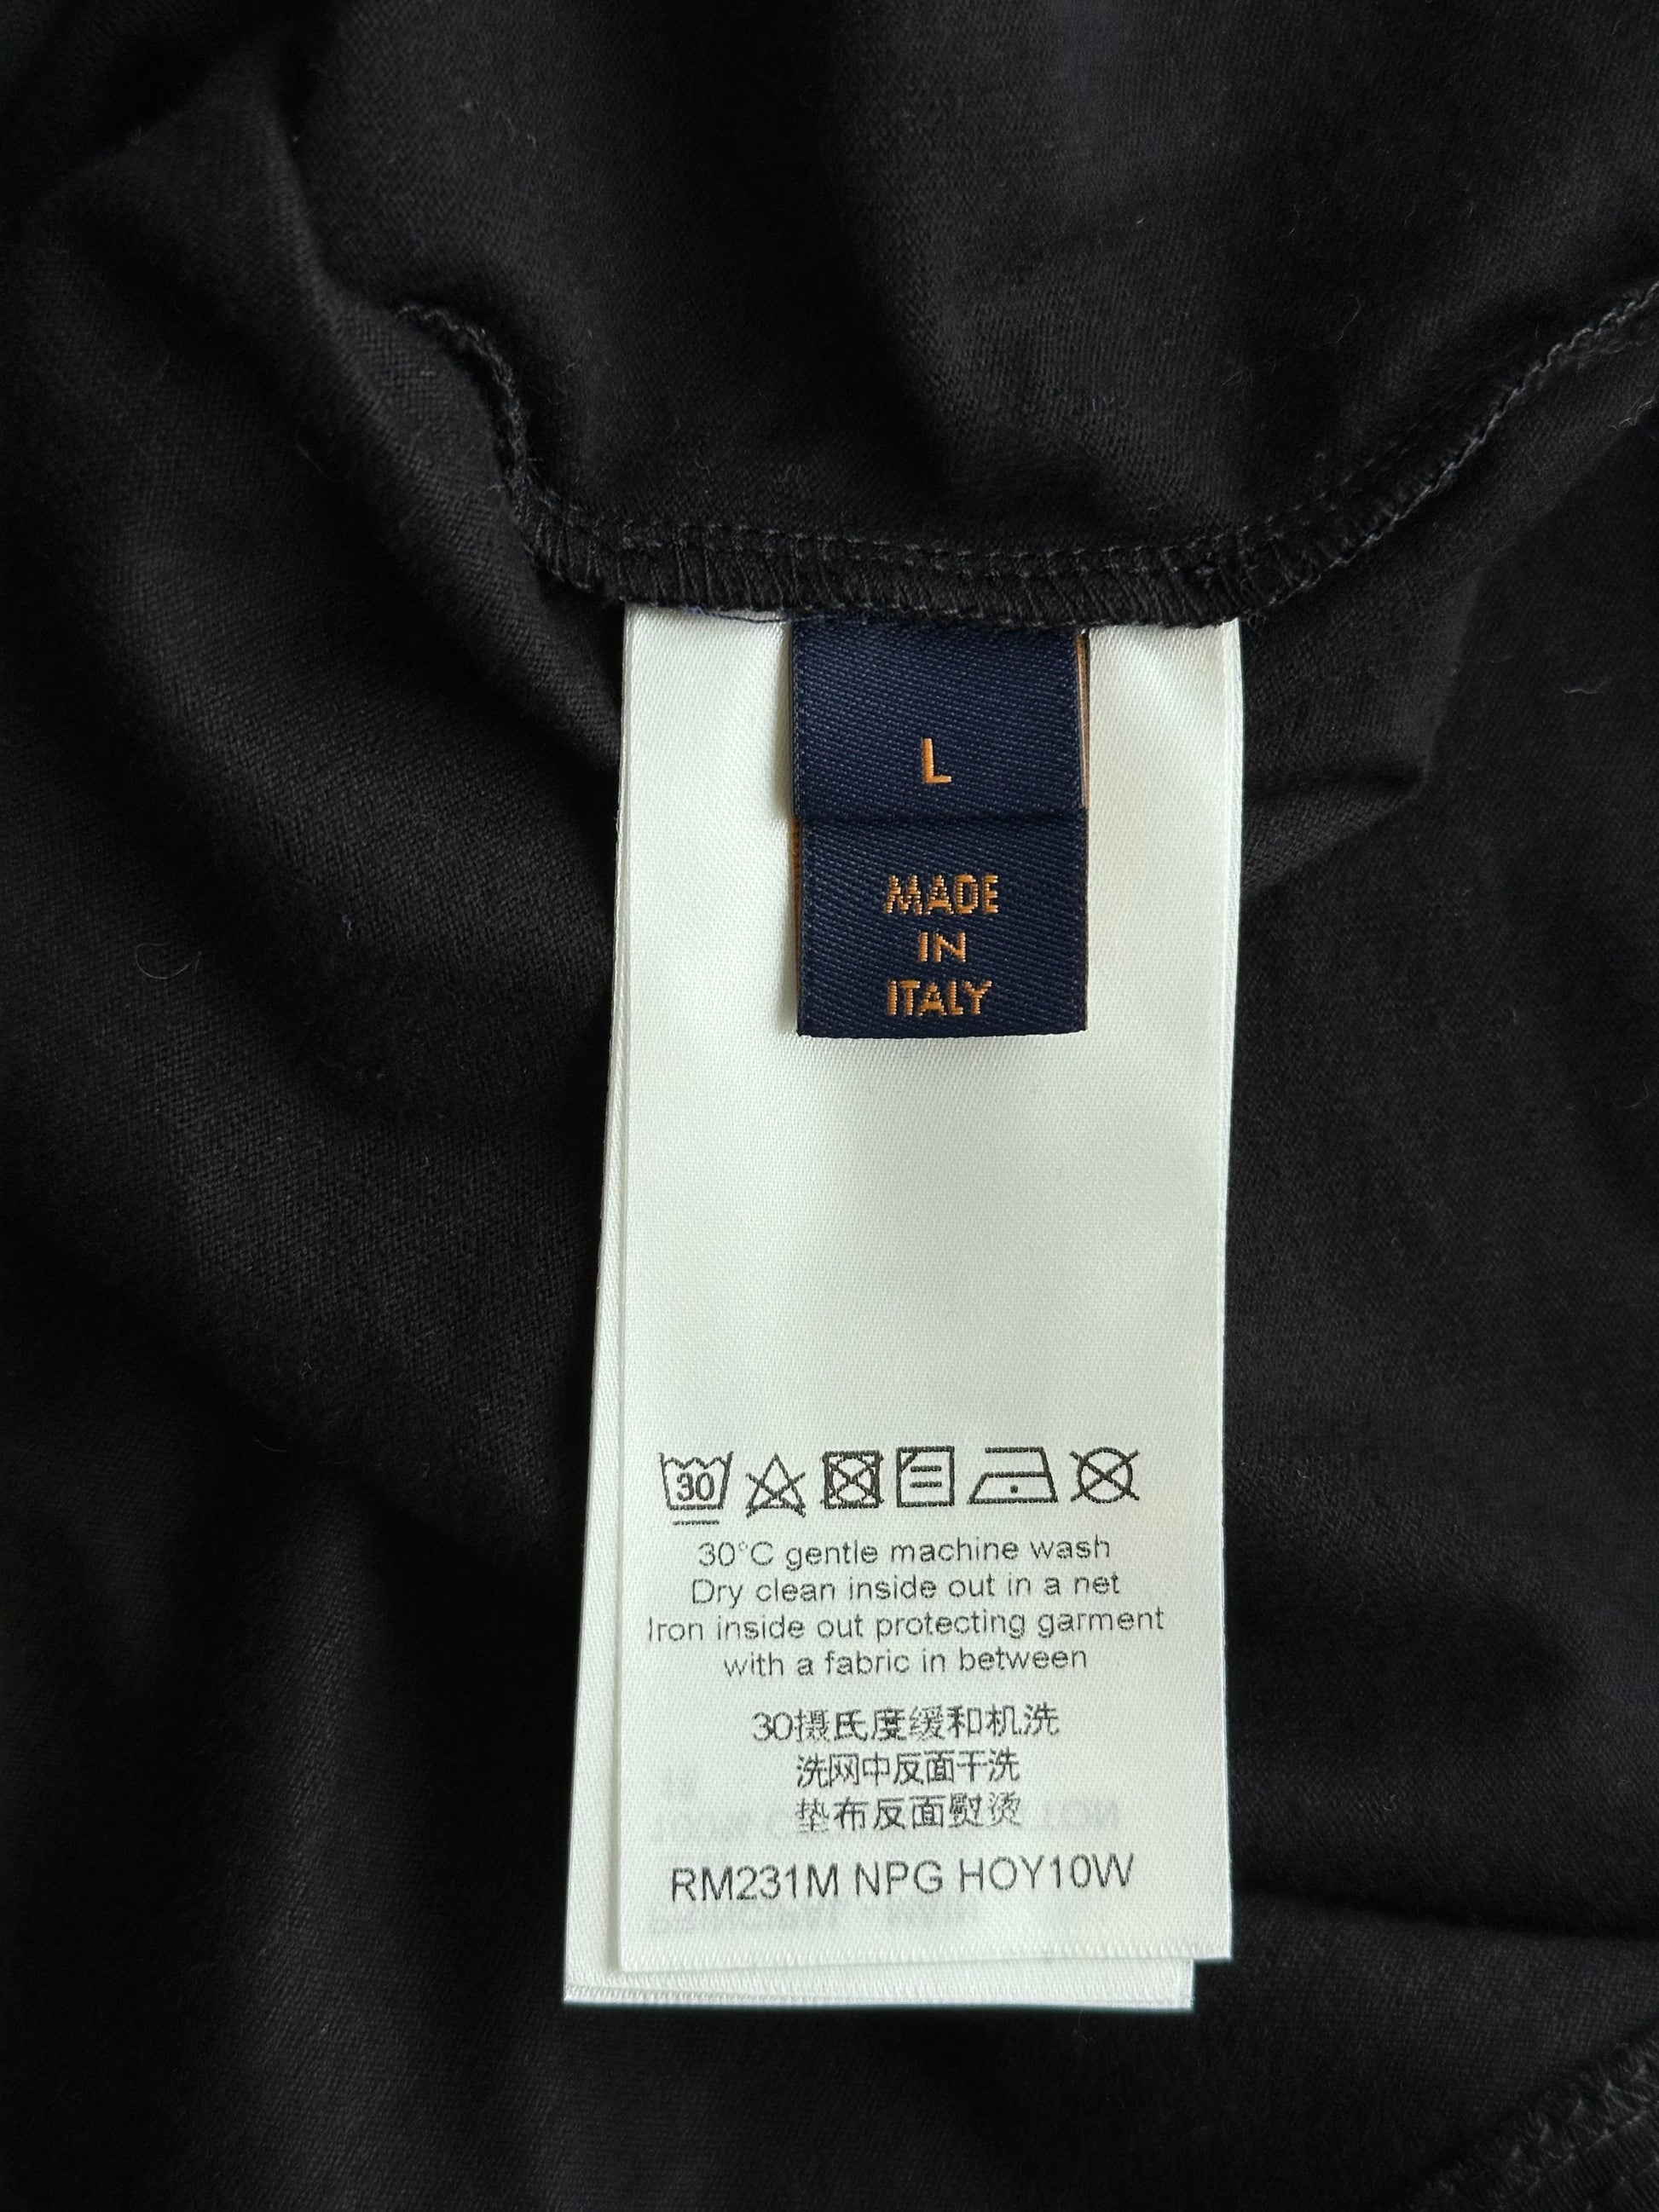 L
MADE
IN
ITALY
30
30°C gentle machine wash
Dry clean inside out in a net
Iron inside out protecting garment
with a fabric in between
30摄氏度缓和机洗
洗网中反面干洗
垫布反面熨烫
RM231M NPG HOY10W